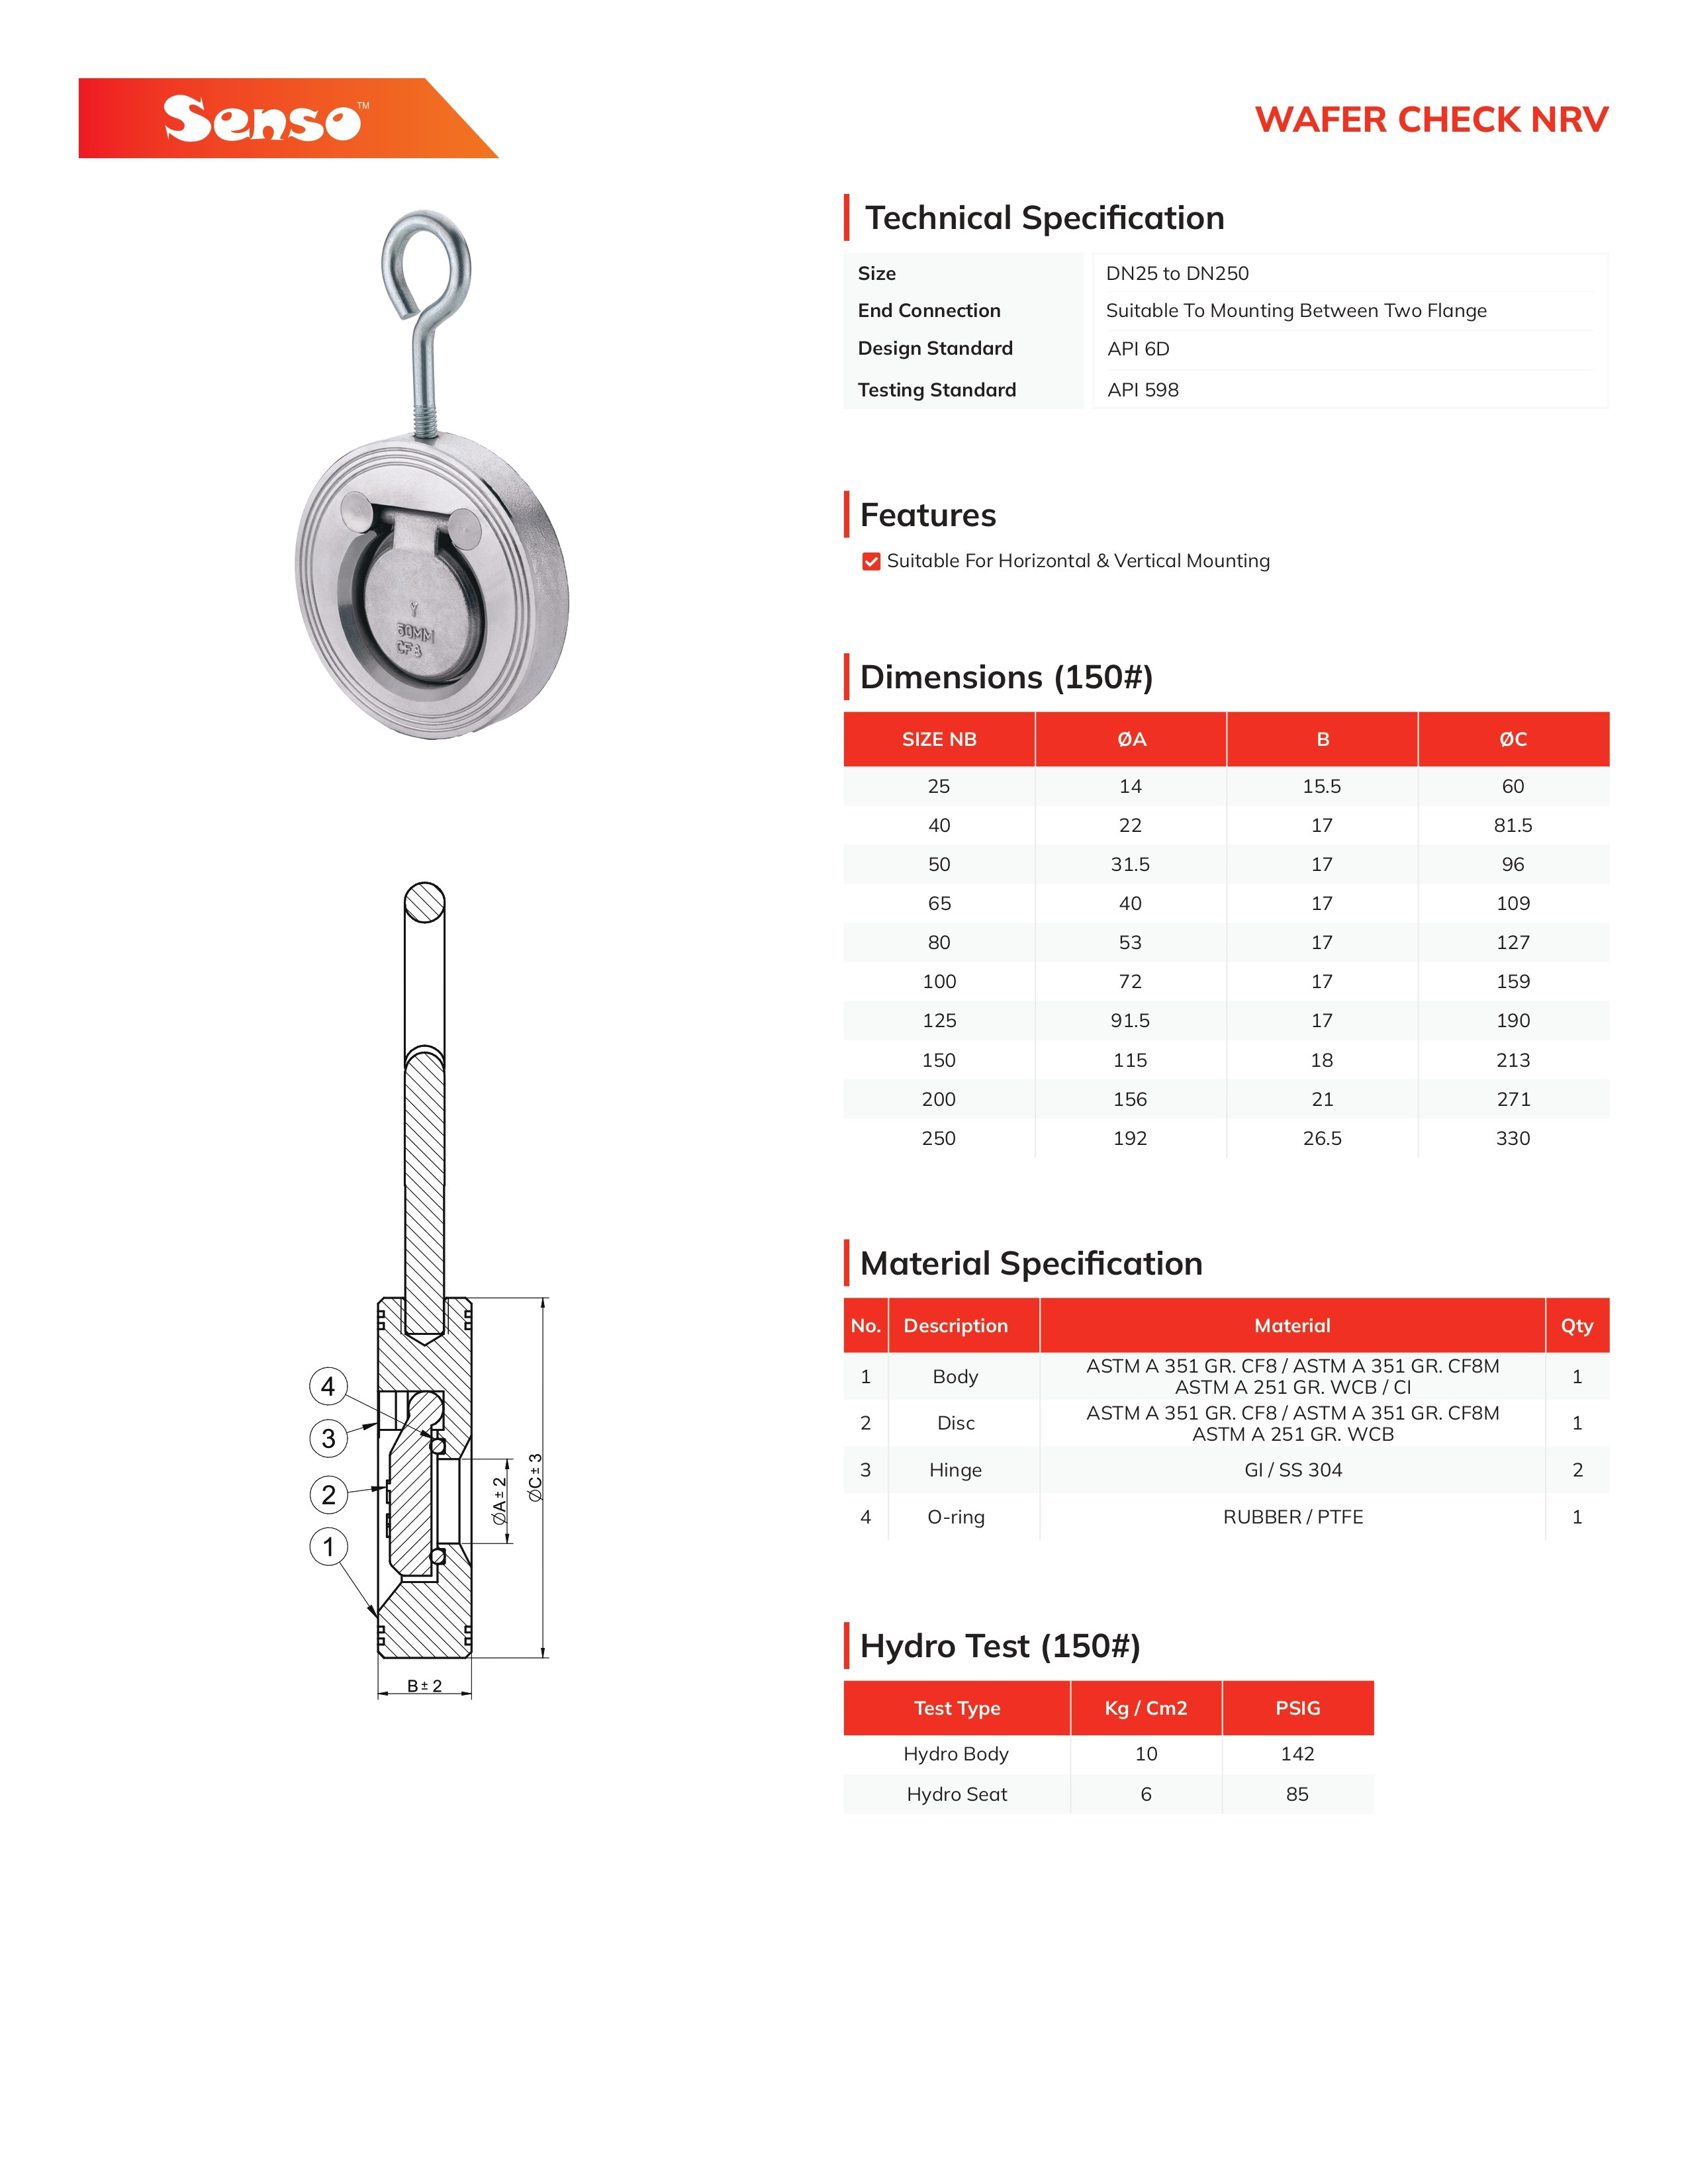 Senso™
WAFER CHECK NRV
Technical Specification
Size DN25 to DN250
End Connection Suitable To Mounting Between Two Flange
Design Standard API 6D
Testing Standard API 598
Features
Suitable For Horizontal & Vertical Mounting
Dimensions (150#)
SIZE NB ØA B ØC
25 14 15.5 60
40 22 17 81.5
50 31.5 17 96
65 40 17 109
80 53 17 127
100 72 17 159
125 91.5 17 190
150 115 18 213
200 156 21 271
250 192 26.5 330
Material Specification
No. Description Material Qty
1 Body ASTM A 351 GR. CF8 / ASTM A 351 GR. CF8M 1
ASTM A 251 GR. WCB / CI
2 Disc ASTM A 351 GR. CF8 / ASTM A 351 GR. CF8M 1
ASTM A 251 GR. WCB
3 Hinge GI / SS 304 2
4 O-ring RUBBER / PTFE 1
Hydro Test (150#)
Test Type Kg / Cm2 PSIG
Hydro Body 10 142
Hydro Seat 6 85
Y
50MM
CF8
4
3
2
1
ØA ± 2
ØC ± 3
B ± 2